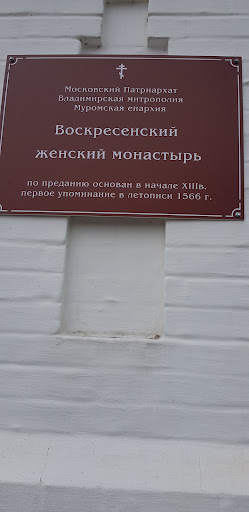 Московский Патриархат
Владимирская митрополия
Муромская епархия
Воскресенский
женский монастырь
по преданию основан в начале XIIIв.
первое упоминание в летописи 1566 г.